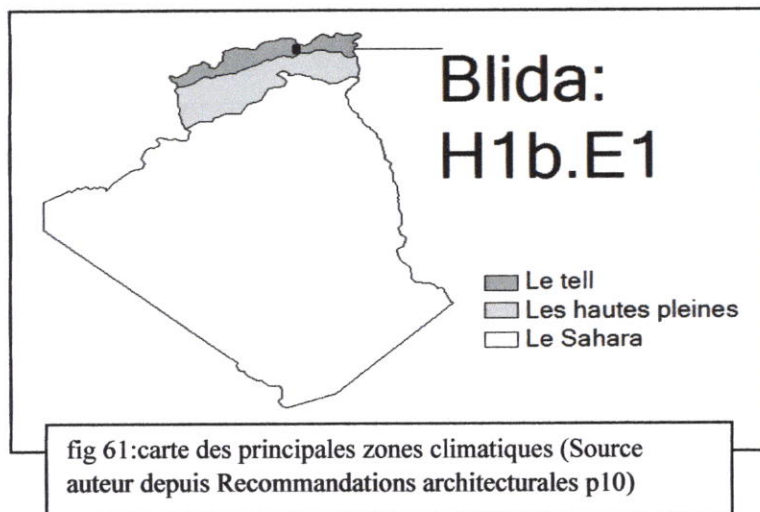 Blida:
H1b.E1
Le tell
Les hautes pleines
Le Sahara
fig 61:carte des principales zones climatiques (Source
auteur depuis Recommandations architecturales p10)